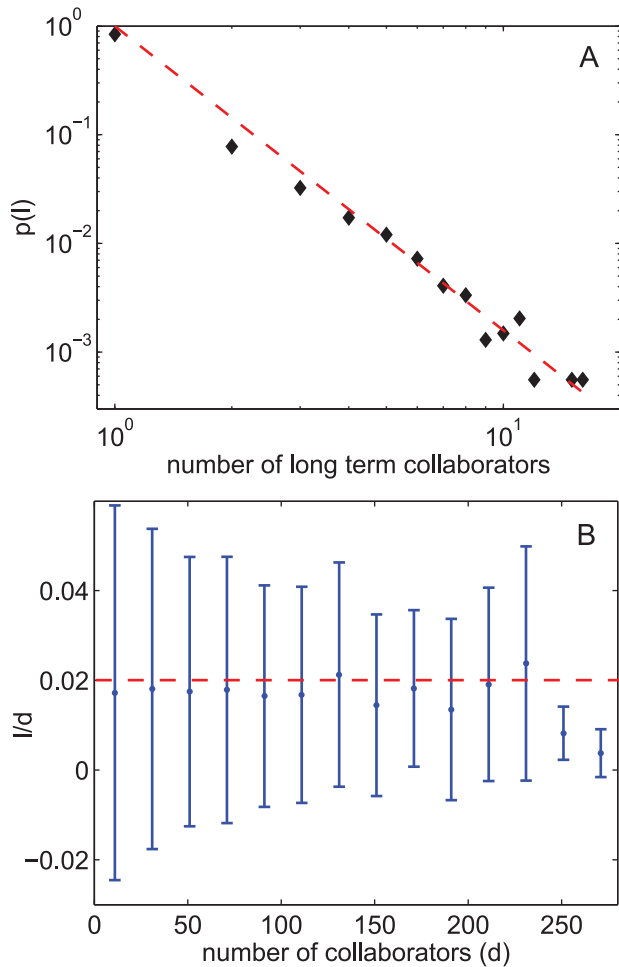 A
10^0
10^-1
10^-2
10^-3
p(l)
10^0 10^1
number of long term collaborators
B
0.04
0.02
0
−0.02
l/d
0 50 100 150 200 250
number of collaborators (d)